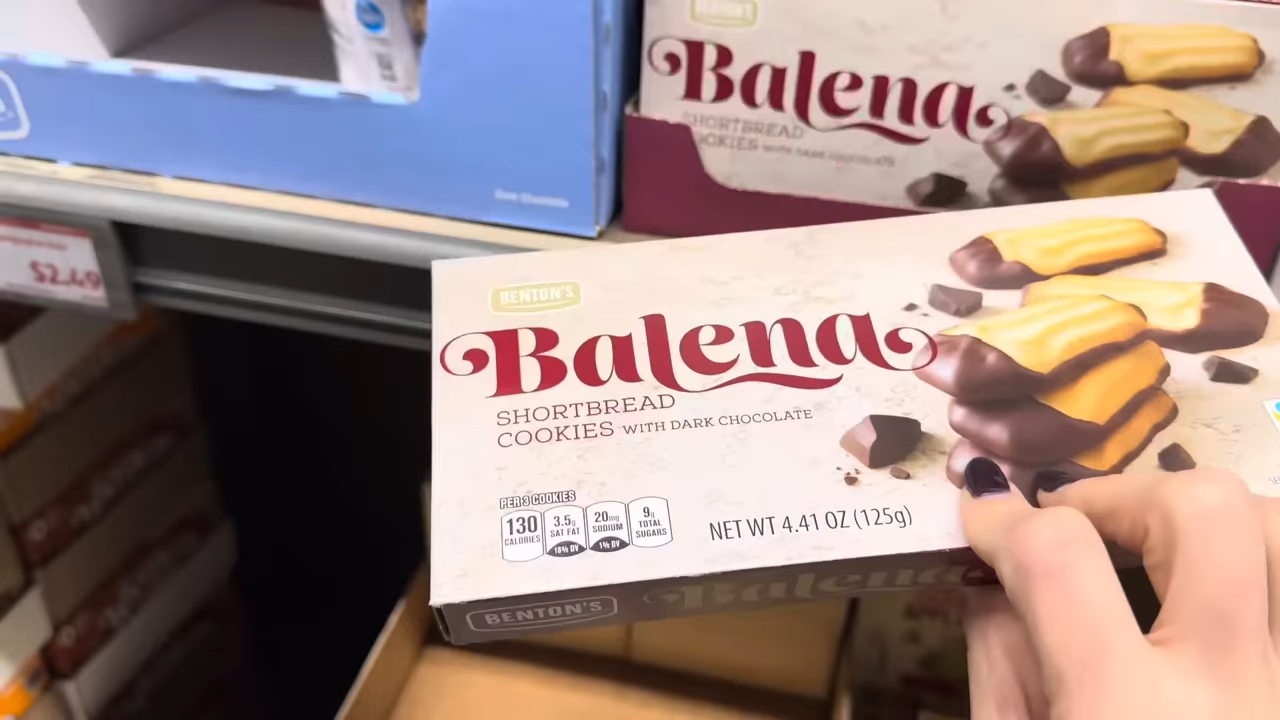 Balena
SHORTBREAD
COOKIES WITH DARK CHOCOLATE
$2.49
BENTON'S
Balena
SHORTBREAD
COOKIES WITH DARK CHOCOLATE
PER 3 COOKIES
130 CALORIES
3.5g SAT FAT 18% DV
20mg SODIUM 1% DV
9g TOTAL SUGARS
NET WT 4.41 OZ (125g)
BENTON'S
Balena